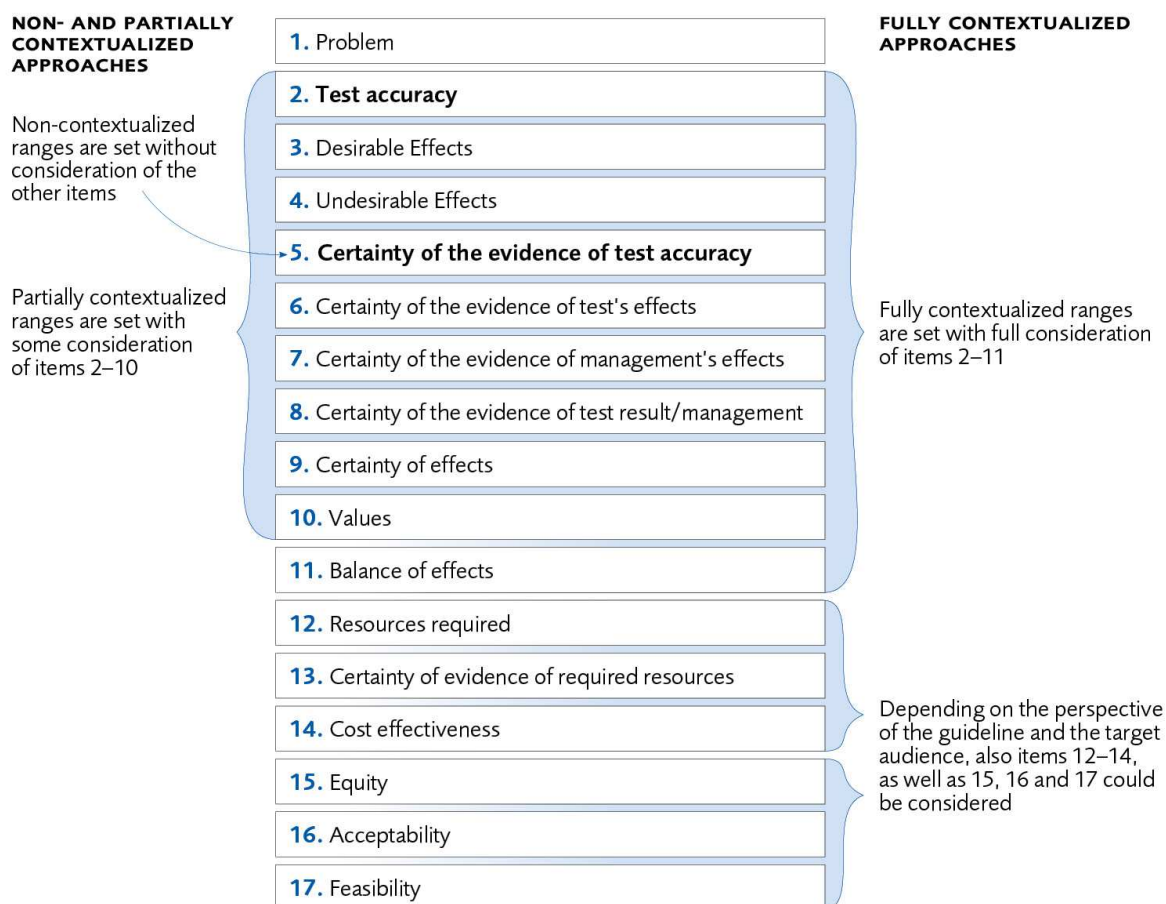 NON- AND PARTIALLY
CONTEXTUALIZED
APPROACHES
Non-contextualized
ranges are set without
consideration of the
other items
Partially contextualized
ranges are set with
some consideration
of items 2–10
1. Problem
2. Test accuracy
3. Desirable Effects
4. Undesirable Effects
5. Certainty of the evidence of test accuracy
6. Certainty of the evidence of test's effects
7. Certainty of the evidence of management's effects
8. Certainty of the evidence of test result/management
9. Certainty of effects
10. Values
11. Balance of effects
12. Resources required
13. Certainty of evidence of required resources
14. Cost effectiveness
15. Equity
16. Acceptability
17. Feasibility
FULLY CONTEXTUALIZED
APPROACHES
Fully contextualized ranges
are set with full consideration
of items 2–11
Depending on the perspective
of the guideline and the target
audience, also items 12–14,
as well as 15, 16 and 17 could
be considered